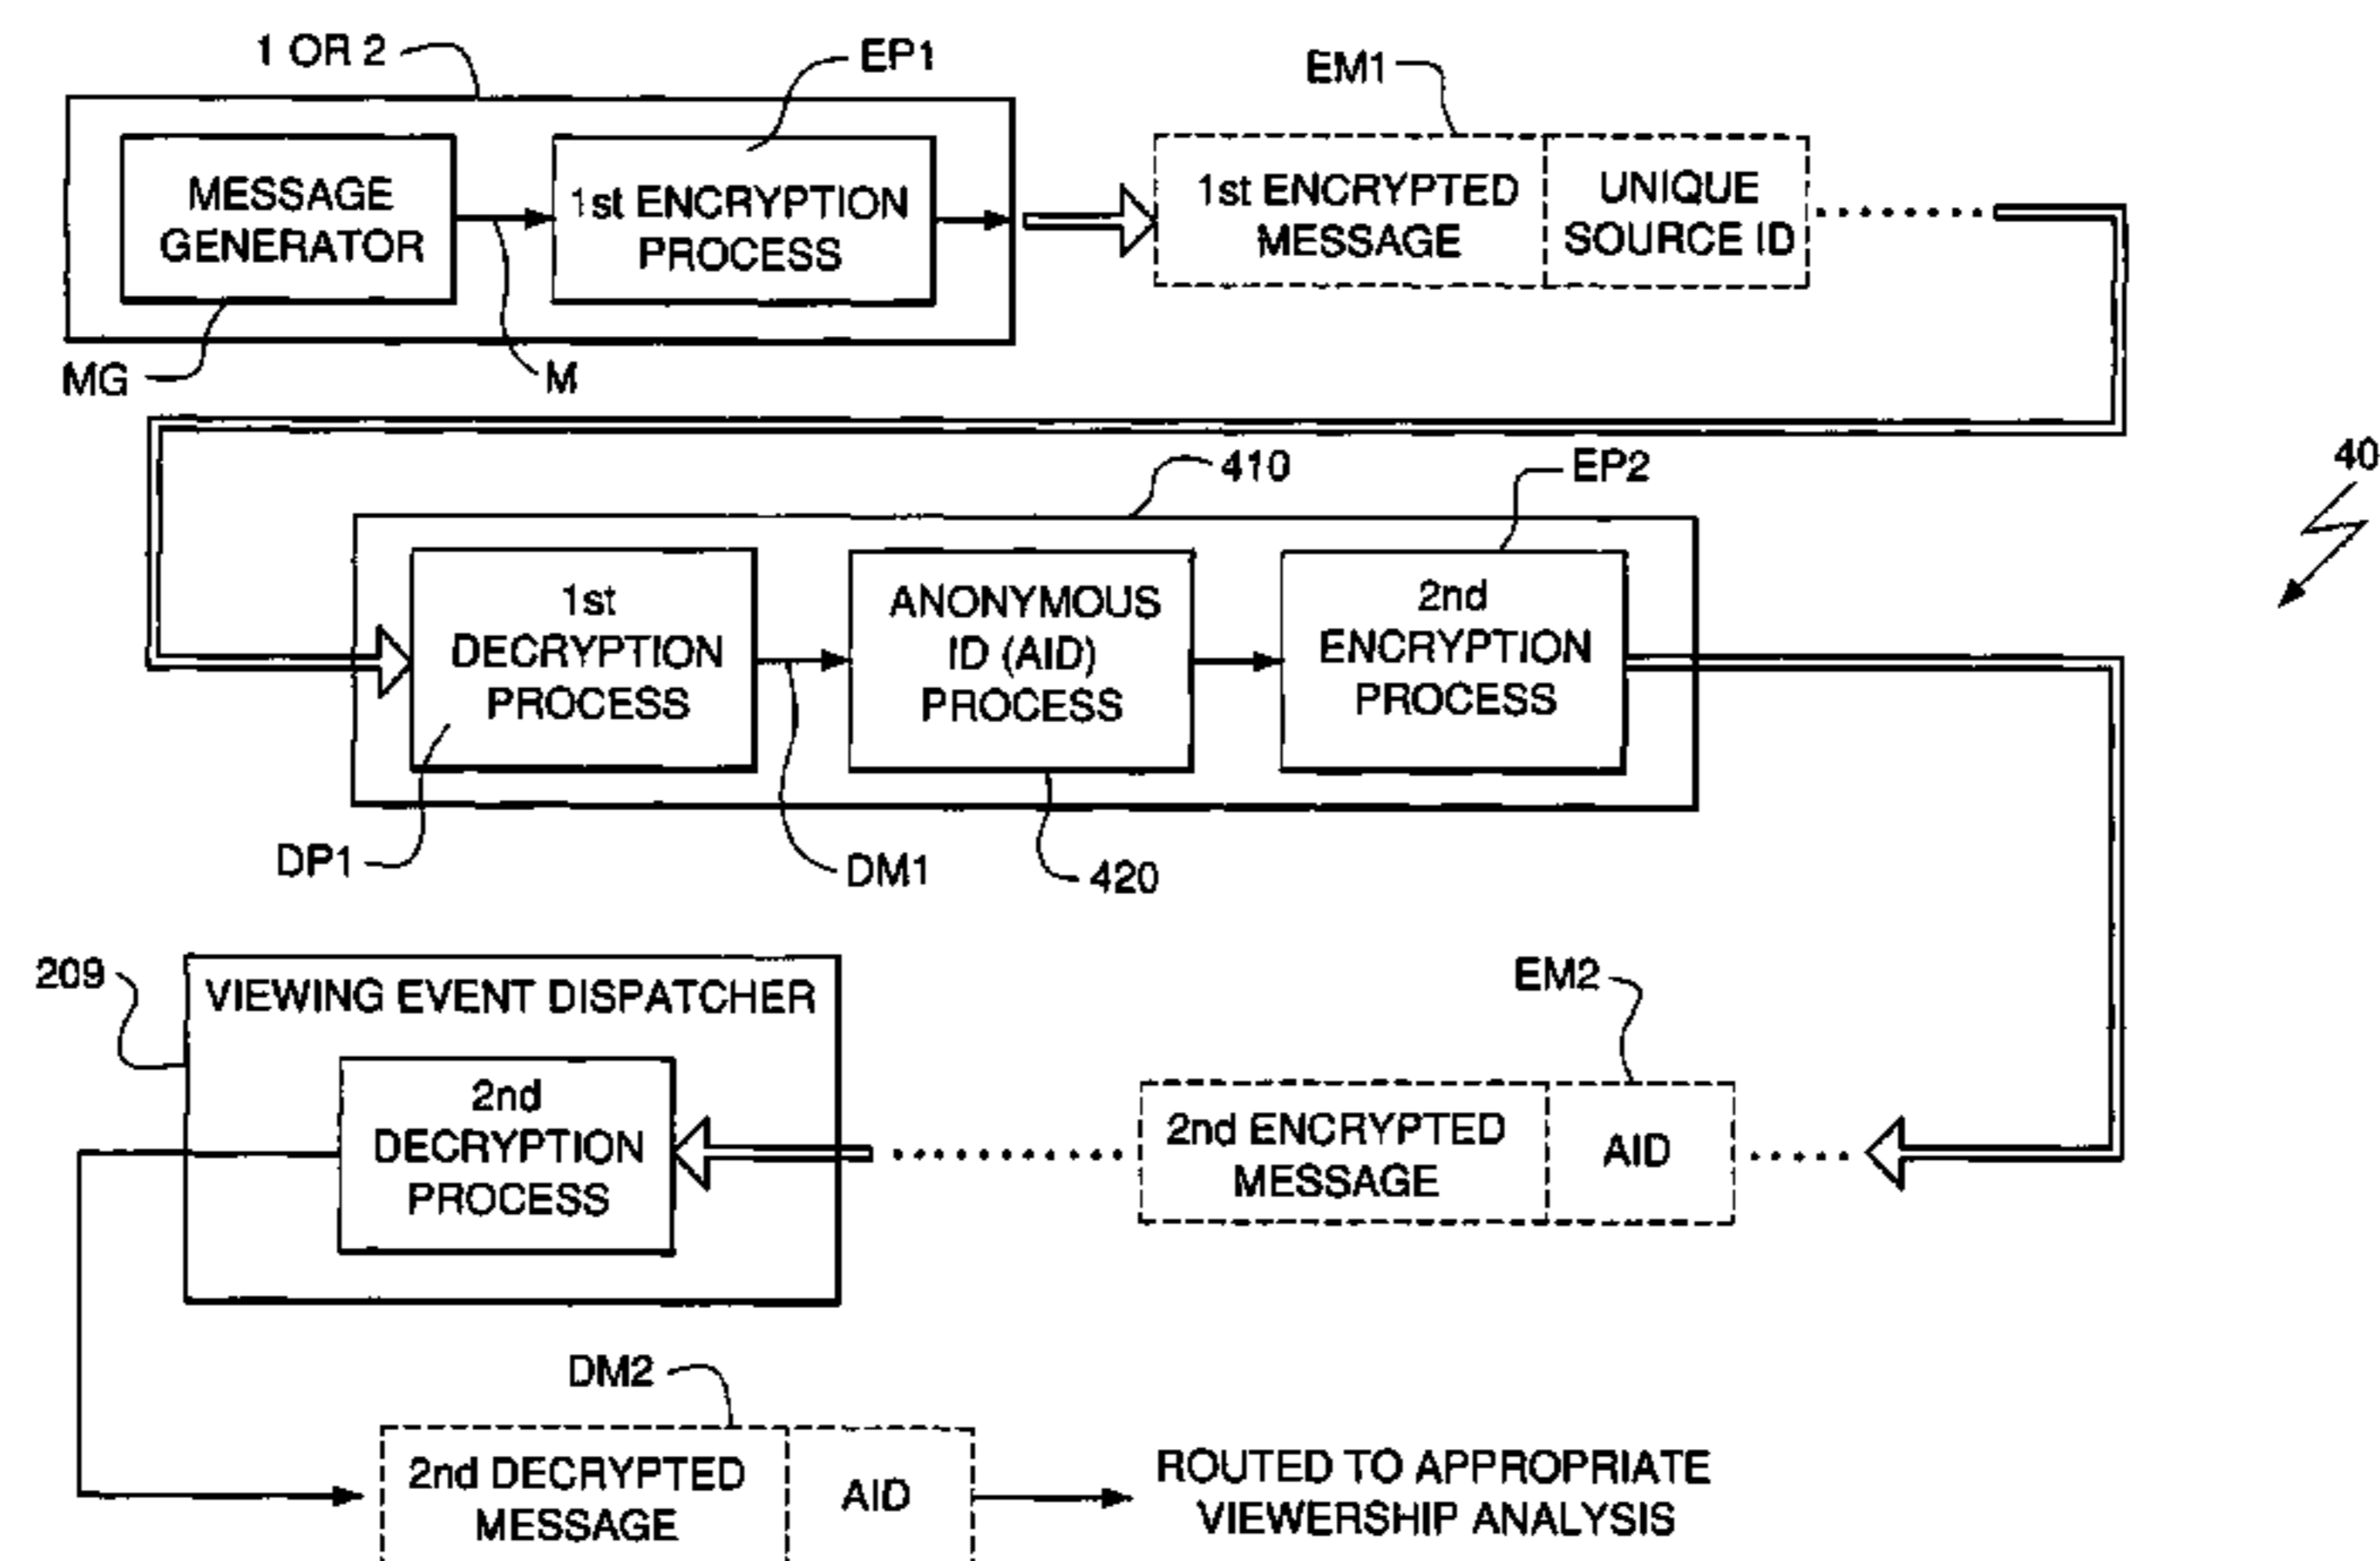 1 OR 2
EP1
EM1
MESSAGE
GENERATOR
1st ENCRYPTION
PROCESS
1st ENCRYPTED
MESSAGE
UNIQUE
SOURCE ID
MG
M
410
EP2
40
1st
DECRYPTION
PROCESS
ANONYMOUS
ID (AID)
PROCESS
2nd
ENCRYPTION
PROCESS
DP1
DM1
420
209
VIEWING EVENT DISPATCHER
EM2
2nd
DECRYPTION
PROCESS
2nd ENCRYPTED
MESSAGE
AID
DM2
2nd DECRYPTED
MESSAGE
AID
ROUTED TO APPROPRIATE
VIEWERSHIP ANALYSIS